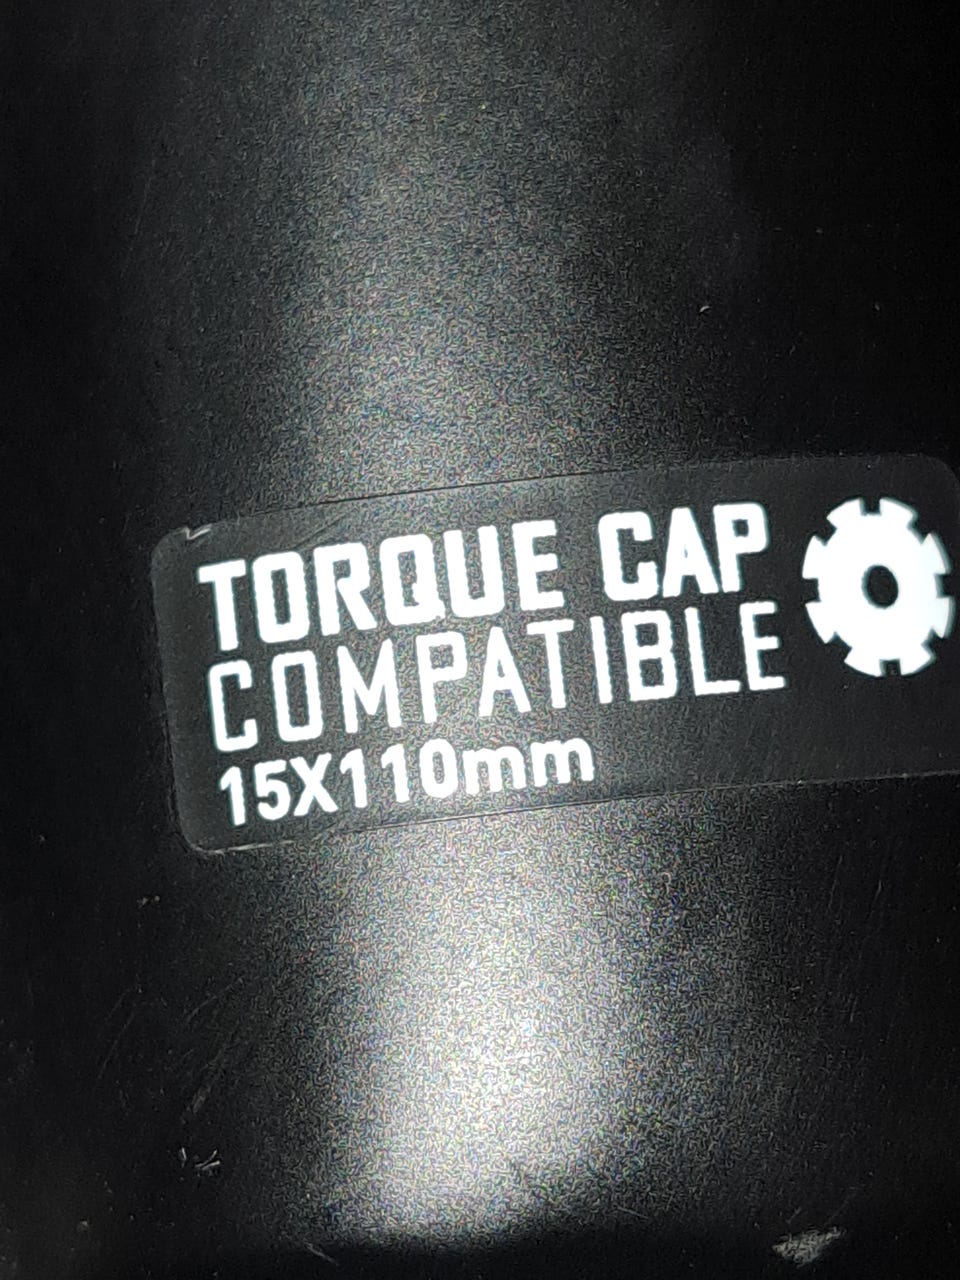 TORQUE CAP
COMPATIBLE
15X110mm